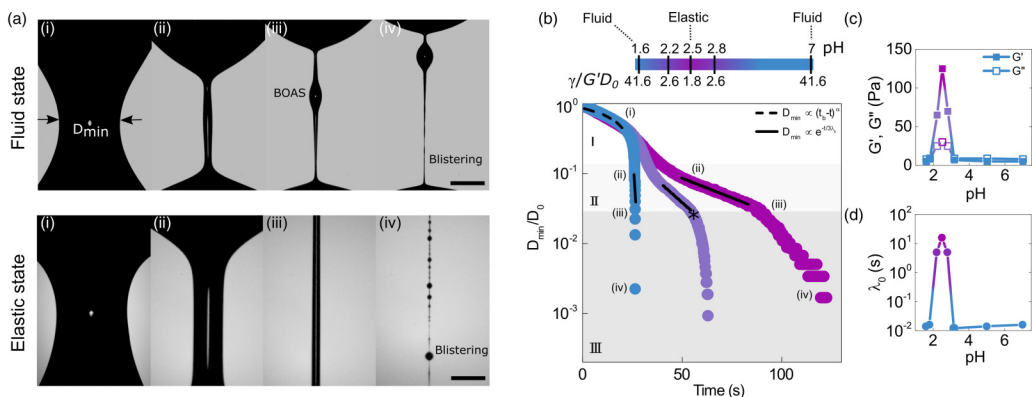 (a)
(i)
(ii)
(iii)
(iv)
Fluid state
D_min
BOAS
Blistering
(i)
(ii)
(iii)
(iv)
Elastic state
Blistering
(b)
Fluid Elastic Fluid
1.6 2.2 2.5 2.8 7 pH
γ/G'D_0 41.6 2.6 1.8 2.6 41.6
D_min/D_0
10^0
10^-1
10^-2
10^-3
I
II
III
(i)
(ii)
(iii)
(iv)
(ii)
(iii)
(iv)
*
D_min ∝ (t_b-t)^α
D_min ∝ e^-t/3λ_0
0 50 100
Time (s)
(c)
G', G" (Pa)
150
100
50
0
G'
G"
2 4 6
pH
(d)
λ_0 (s)
10^2
10^1
10^0
10^-1
10^-2
2 4 6
pH